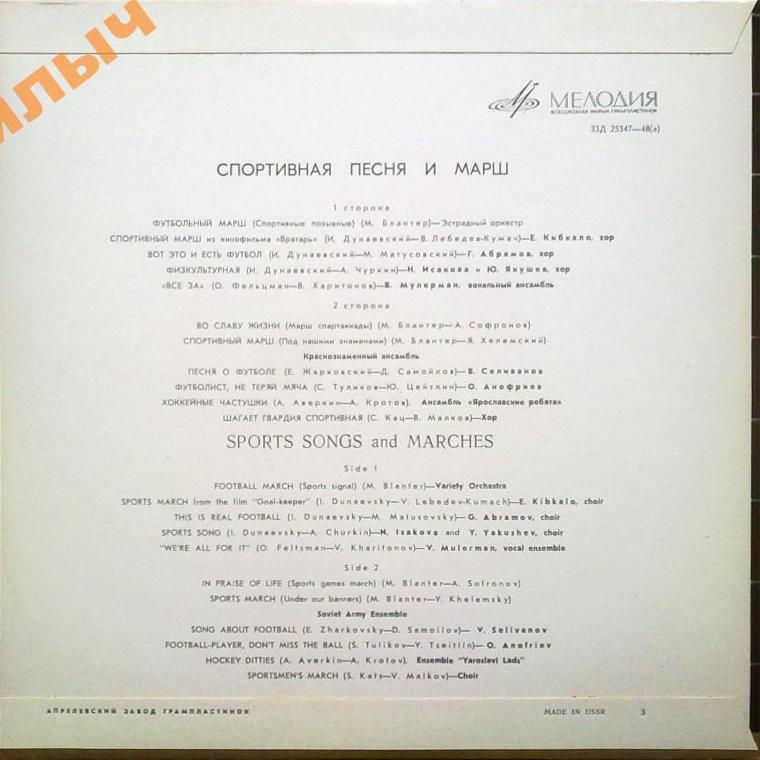 илыч
МЕЛОДИЯ
ВСЕСОЮЗНАЯ ФИРМА ГРАМПЛАСТИНОК
33Д 25347—48(а)
СПОРТИВНАЯ ПЕСНЯ И МАРШ
1 сторона
ФУТБОЛЬНЫЙ МАРШ (Спортивные позывные) (М. Блантер)—Эстрадный оркестр
СПОРТИВНЫЙ МАРШ из кинофильма «Вратарь» (И. Дунаевский—В. Лебедев-Кумач)—Е. Кибкало, хор
ВОТ ЭТО И ЕСТЬ ФУТБОЛ (И. Дунаевский—М. Матусовский)—Г. Абрамов, хор
ФИЗКУЛЬТУРНАЯ (И. Дунаевский—А. Чуркин)—Н. Исакова и Ю. Якушев, хор
«ВСЕ ЗА» (О. Фельцман—В. Харитонов)—В. Мулерман, вокальный ансамбль
2 сторона
ВО СЛАВУ ЖИЗНИ (Марш спартакиады) (М. Блантер—А. Софронов)
СПОРТИВНЫЙ МАРШ (Под нашими знаменами) (М. Блантер—Я. Хелемский)
Краснознаменный ансамбль
ПЕСНЯ О ФУТБОЛЕ (Е. Жарковский—Д. Самойлов)—В. Селиванов
ФУТБОЛИСТ, НЕ ТЕРЯЙ МЯЧА (С. Туликов—Ю. Цейтлин)—О. Анофриев
ХОККЕЙНЫЕ ЧАСТУШКИ (А. Аверкин—А. Кротов). Ансамбль «Ярославские ребята»
ШАГАЕТ ГВАРДИЯ СПОРТИВНАЯ (С. Кац—В. Малков)—Хор
SPORTS SONGS and MARCHES
Side 1
FOOTBALL MARCH (Sports signal) (M. Blanter)—Variety Orchestra
SPORTS MARCH from the film "Goal-keeper" (I. Dunaevsky—V. Lebedev-Kumach)—E. Kibkalo, choir
THIS IS REAL FOOTBALL (I. Dunaevsky—M. Matusovsky)—G. Abramov, choir
SPORTS SONG (I. Dunaevsky—A. Churkin)—N. Isakova and Y. Yakushev, choir
"WE'RE ALL FOR IT" (O. Feltsman—V. Kharitonov)—V. Mulerman, vocal ensemble
Side 2
IN PRAISE OF LIFE (Sports games march) (M. Blanter—A. Sofronov)
SPORTS MARCH (Under our banners) (M. Blanter—Y. Khelemsky)
Soviet Army Ensemble
SONG ABOUT FOOTBALL (E. Zharkovsky—D. Samoilov)— V. Selivanov
FOOTBALL-PLAYER, DON'T MISS THE BALL (S. Tulikov—Y. Tseitlin)—O. Anofriev
HOCKEY DITTIES (A. Averkin—A. Krotov). Ensemble "Yaroslavl Lads"
SPORTSMEN'S MARCH (S. Kats—V. Malkov)—Choir
АПРЕЛЕВСКИЙ ЗАВОД ГРАМПЛАСТИНОК
MADE IN USSR 3